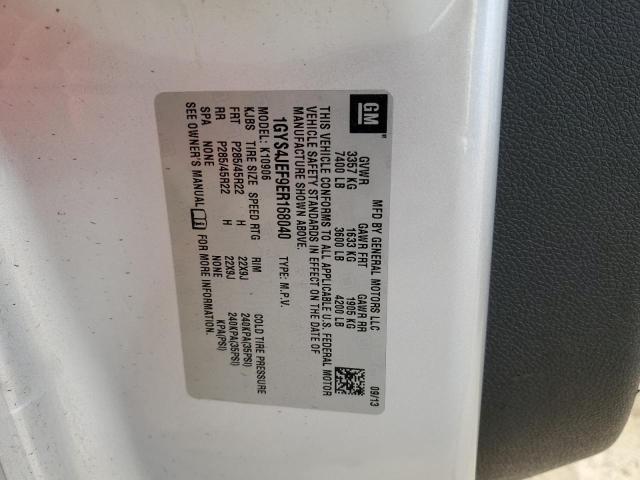 GM
MFD BY GENERAL MOTORS LLC 09/13
GVWR GAWR FRT GAWR RR
3357 KG 1633 KG 1905 KG
7400 LB 3600 LB 4200 LB
THIS VEHICLE CONFORMS TO ALL APPLICABLE U.S. FEDERAL MOTOR
VEHICLE SAFETY STANDARDS IN EFFECT ON THE DATE OF
MANUFACTURE SHOWN ABOVE.
1GYS4JEF9ER168040 TYPE: M.P.V.
MODEL: K10906
KJBS TIRE SIZE SPEED RTG RIM COLD TIRE PRESSURE
FRT P285/45R22 H 22X9J 240KPA(35PSI)
RR P285/45R22 H 22X9J 240KPA(35PSI)
SPA NONE NONE KPA(PSI)
SEE OWNER'S MANUAL FOR MORE INFORMATION.